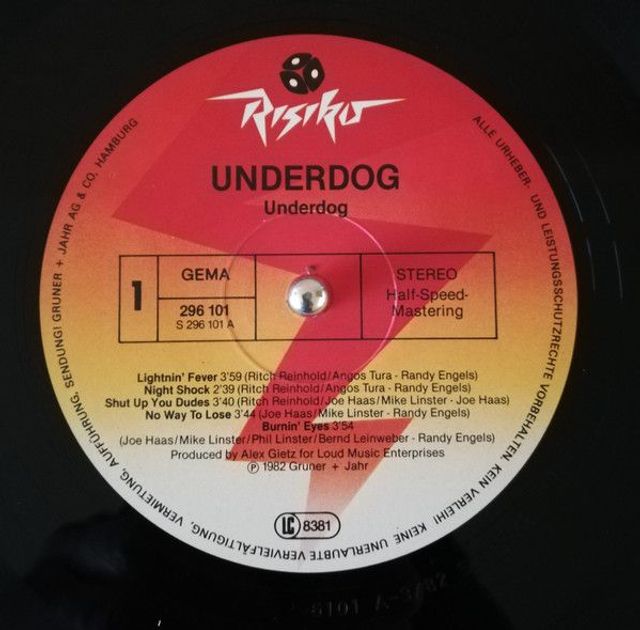 Risiko
UNDERDOG
Underdog
1
GEMA
296 101
S 296 101 A
STEREO
Half-Speed-
Mastering
Lightnin' Fever 3'59 (Ritch Reinhold/Angos Tura - Randy Engels)
Night Shock 2'39 (Ritch Reinhold/Angos Tura - Randy Engels)
Shut Up You Dudes 3'40 (Ritch Reinhold/Joe Haas/Mike Linster - Joe Haas)
No Way To Lose 3'44 (Joe Haas/Mike Linster - Randy Engels)
Burnin' Eyes 3'54
(Joe Haas/Mike Linster/Phil Linster/Bernd Leinweber - Randy Engels)
Produced by Alex Gietz for Loud Music Enterprises
Ⓟ 1982 Gruner + Jahr
LC 8381
ALLE URHEBER- UND LEISTUNGSSCHUTZRECHTE VORBEHALTEN. KEIN VERLEIH! KEINE UNERLAUBTE VERVIELFÄLTIGUNG, VERMIETUNG, AUFFÜHRUNG, SENDUNG! GRUNER + JAHR AG & CO, HAMBURG